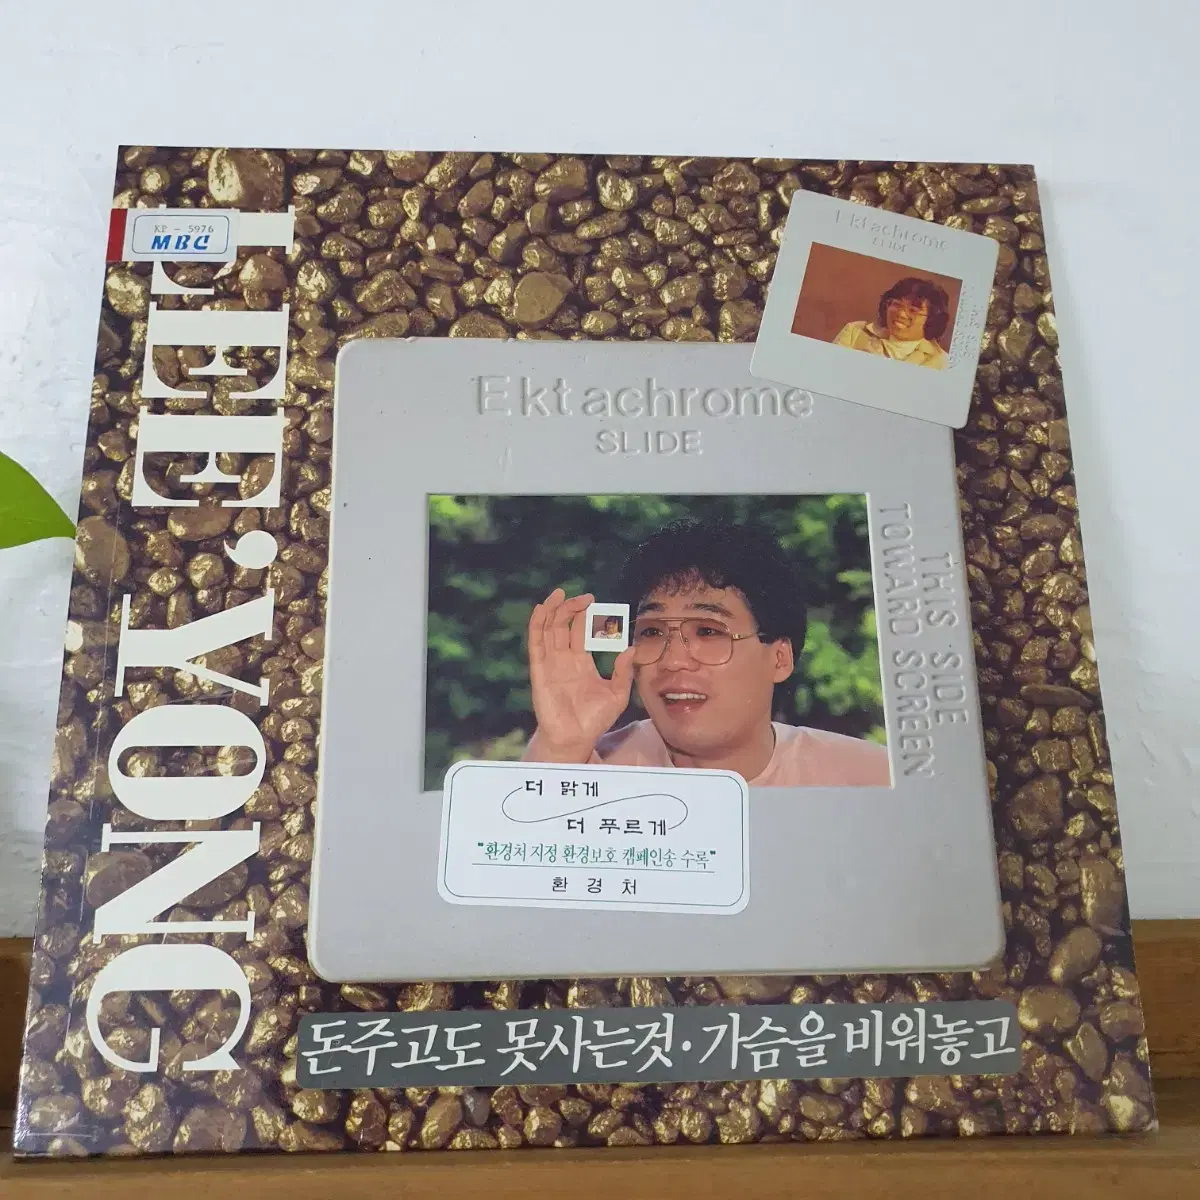 KP - 5976
MBC
LEE, YONG
Ektachrome
SLIDE
Ektachrome
SLIDE
THIS SIDE
TOWARD SCREEN
더 맑게
더 푸르게
"환경처 지정 환경보호 캠페인송 수록"
환경처
돈주고도 못사는것·가슴을 비워놓고